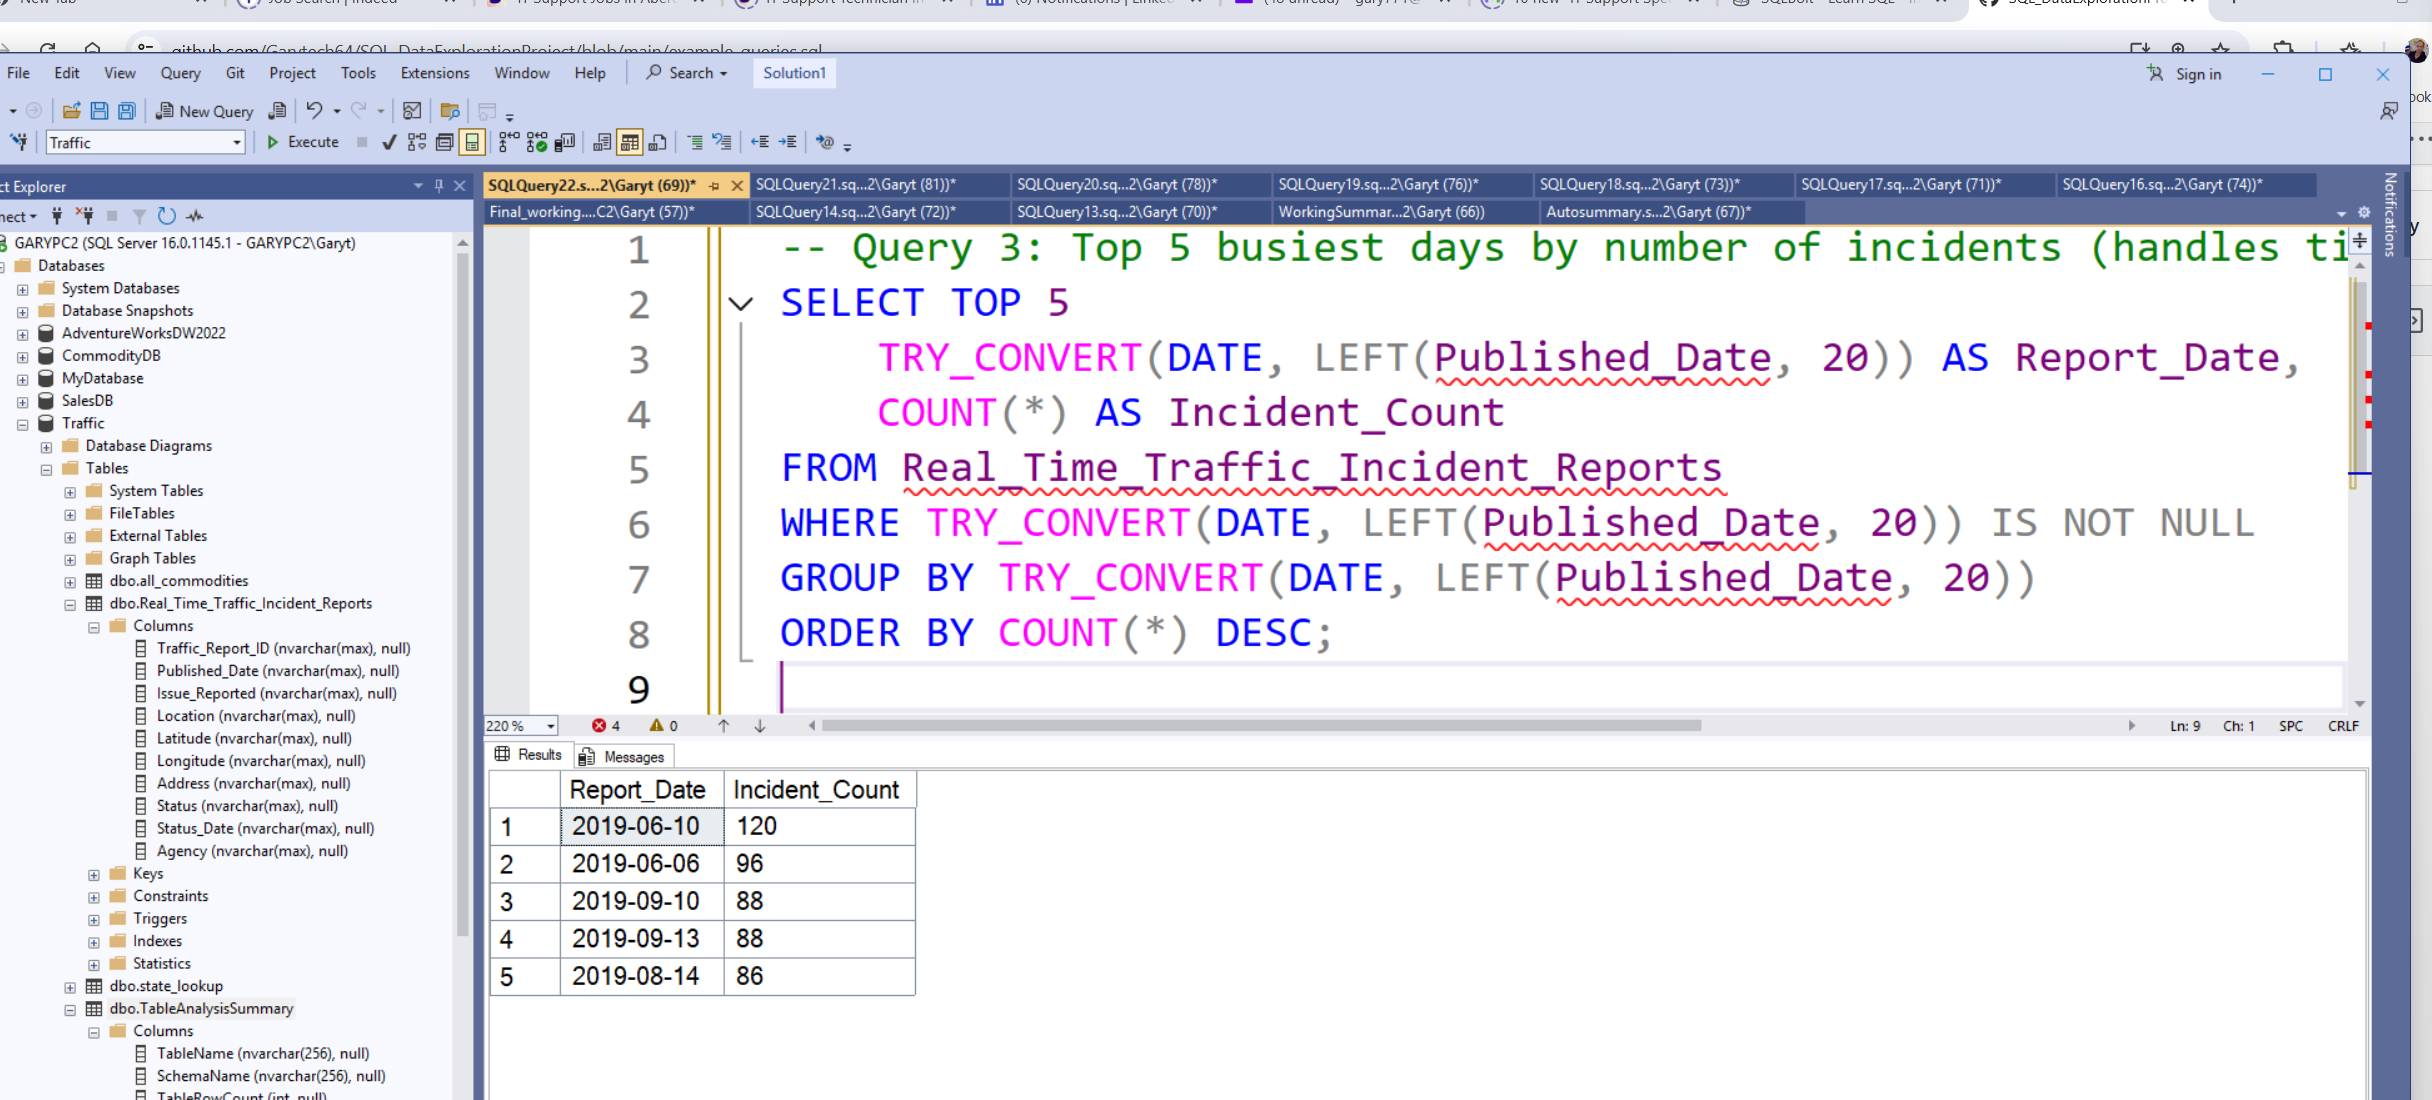 New Tab
Job Search | Indeed
github.com/Garytech64/SQL_DataExplorationProject/blob/main/example_queries.sql
File Edit View Query Git Project Tools Extensions Window Help Search Solution1 Sign in
New Query
Traffic Execute
ct Explorer
nect
GARYPC2 (SQL Server 16.0.1145.1 - GARYPC2\Garyt)
Databases
System Databases
Database Snapshots
AdventureWorksDW2022
CommodityDB
MyDatabase
SalesDB
Traffic
Database Diagrams
Tables
System Tables
FileTables
External Tables
Graph Tables
dbo.all_commodities
dbo.Real_Time_Traffic_Incident_Reports
Columns
Traffic_Report_ID (nvarchar(max), null)
Published_Date (nvarchar(max), null)
Issue_Reported (nvarchar(max), null)
Location (nvarchar(max), null)
Latitude (nvarchar(max), null)
Longitude (nvarchar(max), null)
Address (nvarchar(max), null)
Status (nvarchar(max), null)
Status_Date (nvarchar(max), null)
Agency (nvarchar(max), null)
Keys
Constraints
Triggers
Indexes
Statistics
dbo.state_lookup
dbo.TableAnalysisSummary
Columns
TableName (nvarchar(256), null)
SchemaName (nvarchar(256), null)
TableRowCount (int, null)
SQLQuery22.s...2\Garyt (69))* SQLQuery21.sq...2\Garyt (81))* SQLQuery20.sq...2\Garyt (78))* SQLQuery19.sq...2\Garyt (76))* SQLQuery18.sq...2\Garyt (73))* SQLQuery17.sq...2\Garyt (71))* SQLQuery16.sq...2\Garyt (74))*
Final_working....C2\Garyt (57))* SQLQuery14.sq...2\Garyt (72))* SQLQuery13.sq...2\Garyt (70))* WorkingSummar...2\Garyt (66)) Autosummary.s...2\Garyt (67))*
1 -- Query 3: Top 5 busiest days by number of incidents (handles ti
2 SELECT TOP 5
3 TRY_CONVERT(DATE, LEFT(Published_Date, 20)) AS Report_Date,
4 COUNT(*) AS Incident_Count
5 FROM Real_Time_Traffic_Incident_Reports
6 WHERE TRY_CONVERT(DATE, LEFT(Published_Date, 20)) IS NOT NULL
7 GROUP BY TRY_CONVERT(DATE, LEFT(Published_Date, 20))
8 ORDER BY COUNT(*) DESC;
9
220 % 4 0 Ln: 9 Ch: 1 SPC CRLF
Results Messages
Report_Date Incident_Count
1 2019-06-10 120
2 2019-06-06 96
3 2019-09-10 88
4 2019-09-13 88
5 2019-08-14 86
Notifications
ook
y